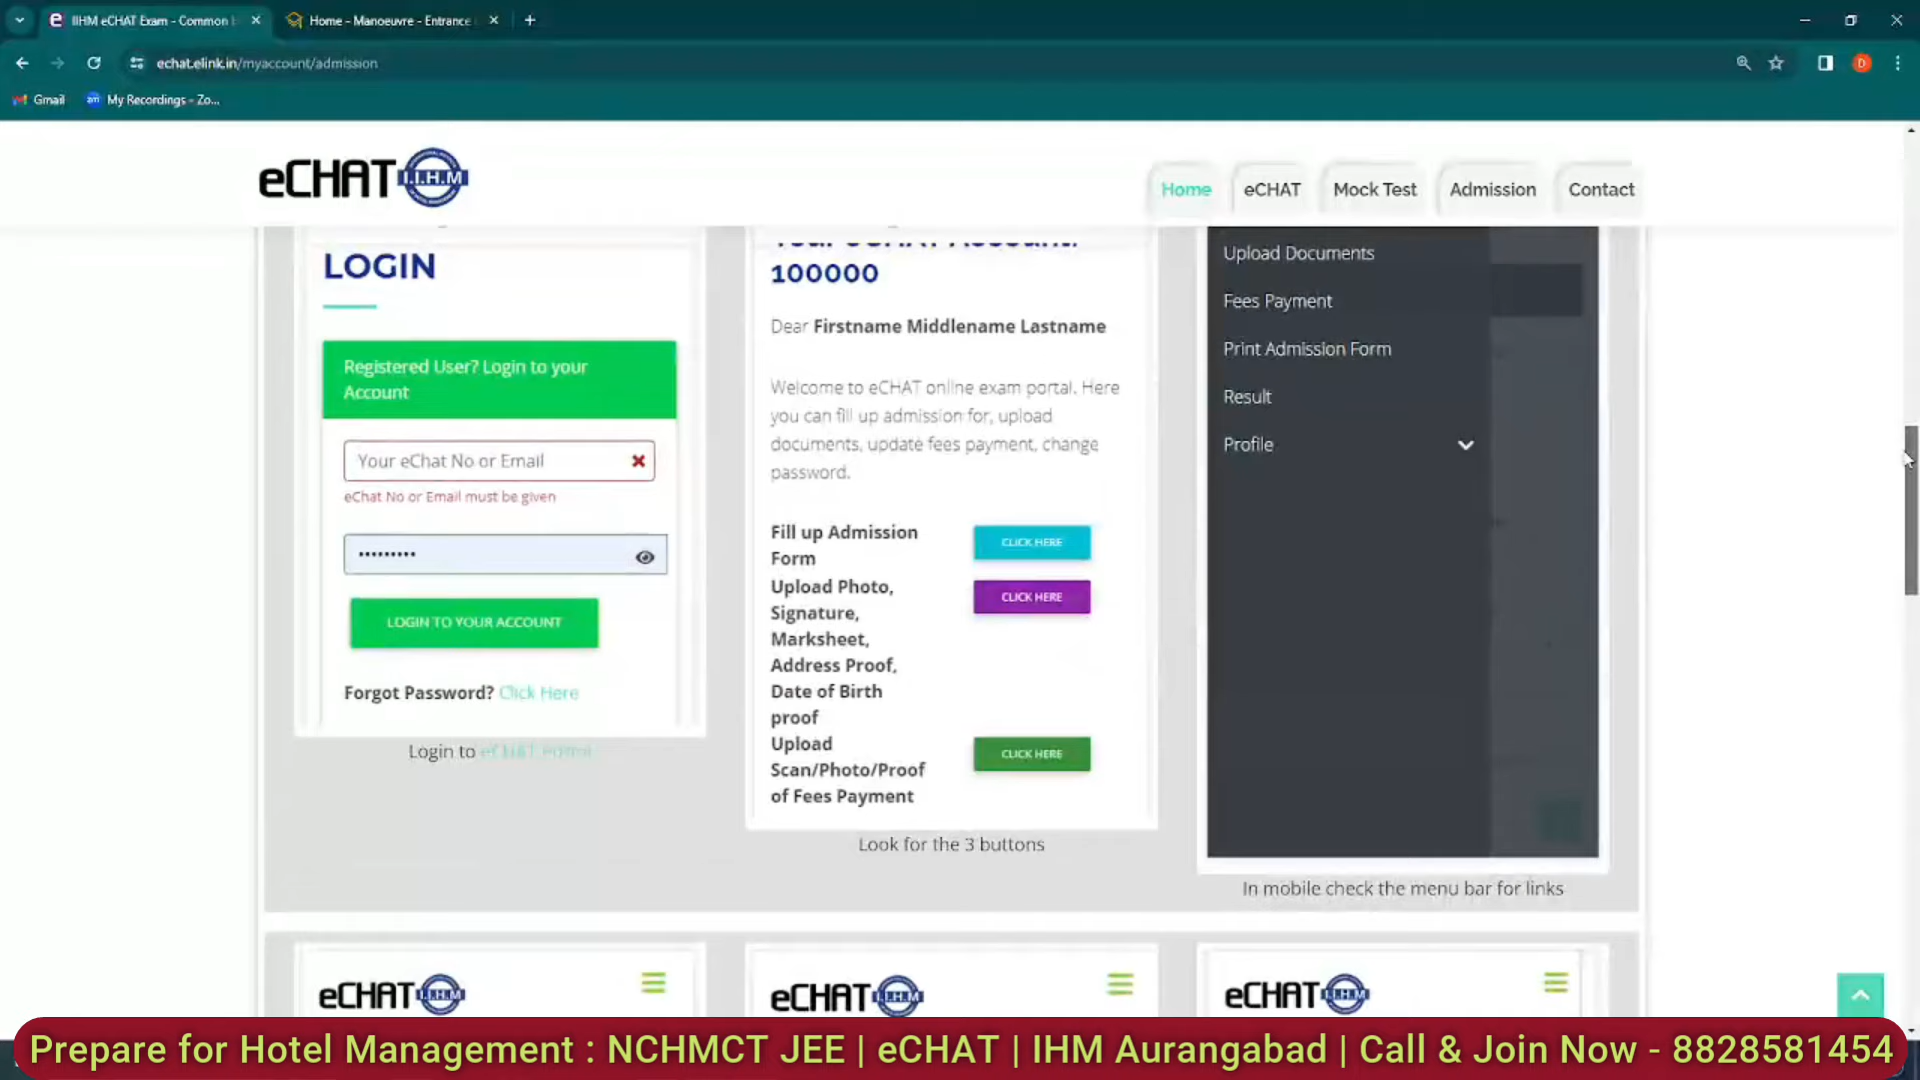 IIHM eCHAT Exam - Common
Home - Manoeuvre - Entrance
echat.elink.in/myaccount/admission
D
Gmail
zm My Recordings - Zo...
eCHAT I.I.H.M
Home
eCHAT
Mock Test
Admission
Contact
LOGIN
Registered User? Login to your
Account
Your eChat No or Email
eChat No or Email must be given
LOGIN TO YOUR ACCOUNT
Forgot Password? Click Here
Login to eCHAT Portal
Your eCHAT Account:
100000
Dear Firstname Middlename Lastname
Welcome to eCHAT online exam portal. Here
you can fill up admission for, upload
documents, update fees payment, change
password.
Fill up Admission
Form
CLICK HERE
Upload Photo,
Signature,
Marksheet,
Address Proof,
Date of Birth
proof
CLICK HERE
Upload
Scan/Photo/Proof
of Fees Payment
CLICK HERE
Look for the 3 buttons
Upload Documents
Fees Payment
Print Admission Form
Result
Profile
In mobile check the menu bar for links
eCHAT I.I.H.M
eCHAT I.I.H.M
eCHAT I.I.H.M
Prepare for Hotel Management : NCHMCT JEE | eCHAT | IHM Aurangabad | Call & Join Now - 8828581454